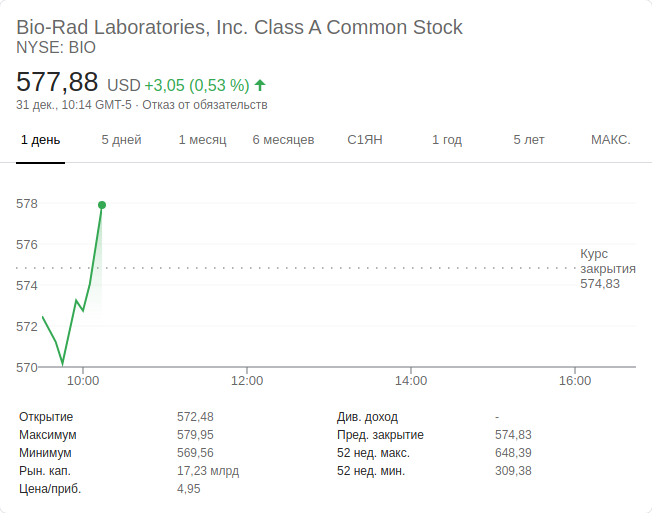 Bio-Rad Laboratories, Inc. Class A Common Stock
NYSE: BIO
577,88 USD +3,05 (0,53 %)
31 дек., 10:14 GMT-5 · Отказ от обязательств
1 день 5 дней 1 месяц 6 месяцев С1ЯН 1 год 5 лет МАКС.
578
576
Курс
закрытия
574,83
574
572
570
10:00 12:00 14:00 16:00
Открытие 572,48 Див. доход -
Максимум 579,95 Пред. закрытие 574,83
Минимум 569,56 52 нед. макс. 648,39
Рын. кап. 17,23 млрд 52 нед. мин. 309,38
Цена/приб. 4,95